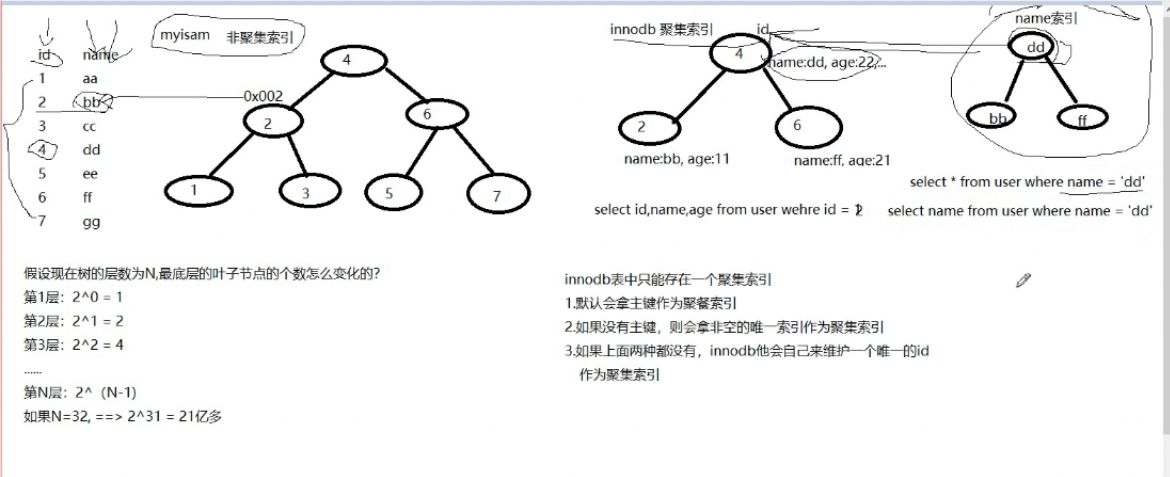 id name
1 aa
2 bb
3 cc
4 dd
5 ee
6 ff
7 gg
myisam 非聚集索引
0x002
4
2
6
1
3
5
7
innodb 聚集索引
id
4
name:dd, age:22,...
2
6
name:bb, age:11
name:ff, age:21
select id,name,age from user wehre id =
name索引
dd
bb
ff
select * from user where name = 'dd'
select name from user where name = 'dd'
假设现在树的层数为N,最底层的叶子节点的个数怎么变化的?
第1层：2^0 = 1
第2层：2^1 = 2
第3层：2^2 = 4
......
第N层：2^（N-1)
如果N=32, ==> 2^31 = 21亿多
innodb表中只能存在一个聚集索引
1.默认会拿主键作为聚餐索引
2.如果没有主键，则会拿非空的唯一索引作为聚集索引
3.如果上面两种都没有，innodb他会自己来维护一个唯一的id
作为聚集索引